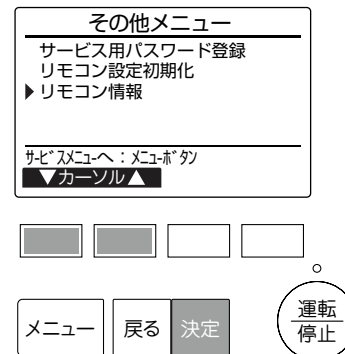 その他メニュー
サービス用パスワード登録
リモコン設定初期化
▶リモコン情報
ｻｰﾋﾞｽﾒﾆｭｰへ：ﾒﾆｭｰﾎﾞﾀﾝ
▼カーソル▲
メニュー 戻る 決定 運転
停止